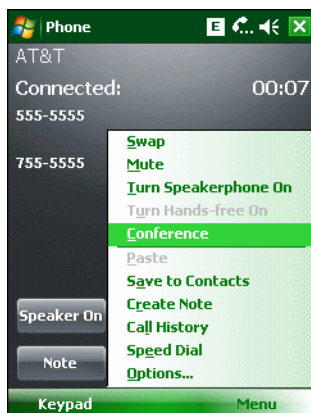 Phone
E
AT&T
Connected: 00:07
555-5555
755-5555
Swap
Mute
Turn Speakerphone On
Turn Hands-free On
Conference
Paste
Save to Contacts
Create Note
Call History
Speed Dial
Options...
Speaker On
Note
Keypad Menu